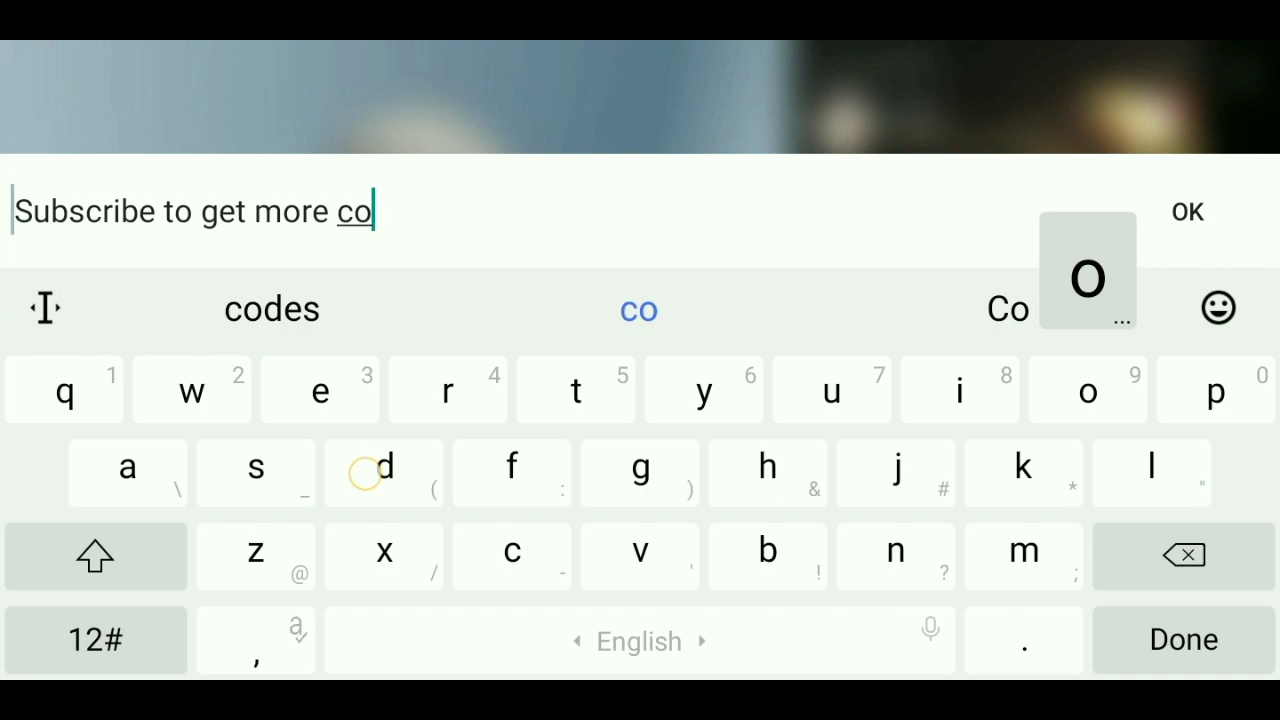 Subscribe to get more co
OK
o
...
codes co Co
q 1 w 2 e 3 r 4 t 5 y 6 u 7 i 8 o 9 p 0
a \ s _ d ( f : g ) h & j # k * l "
z @ x / c - v ' b ! n ? m ;
12# , a English . Done